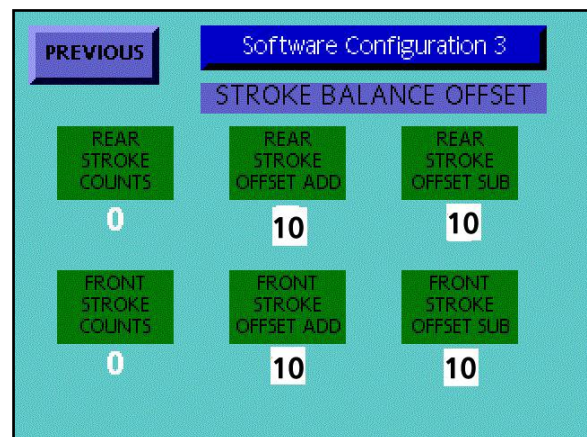 PREVIOUS
Software Configuration 3
STROKE BALANCE OFFSET
REAR
STROKE
COUNTS
0
REAR
STROKE
OFFSET ADD
10
REAR
STROKE
OFFSET SUB
10
FRONT
STROKE
COUNTS
0
FRONT
STROKE
OFFSET ADD
10
FRONT
STROKE
OFFSET SUB
10